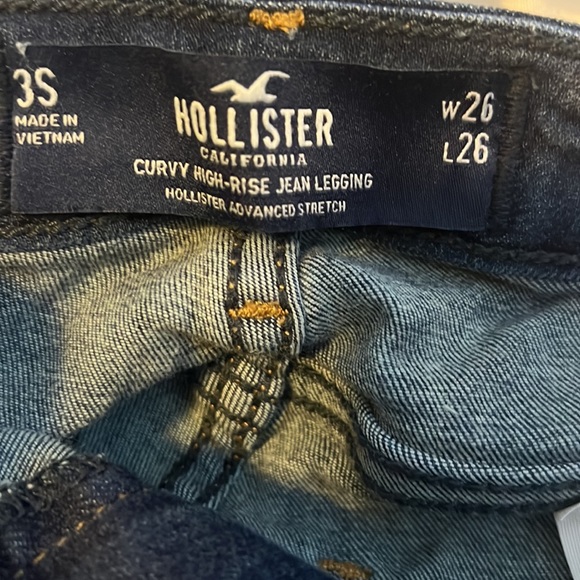 3S
MADE IN
VIETNAM
HOLLISTER
CALIFORNIA
CURVY HIGH-RISE JEAN LEGGING
HOLLISTER ADVANCED STRETCH
W26
L26